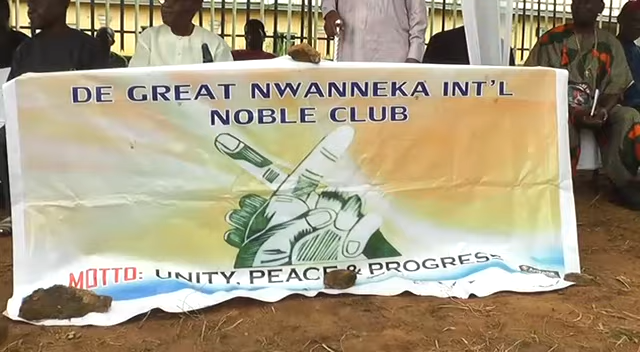 DE GREAT NWANNEKA INT'L
NOBLE CLUB
MOTTO: UNITY, PEACE & PROGRESS